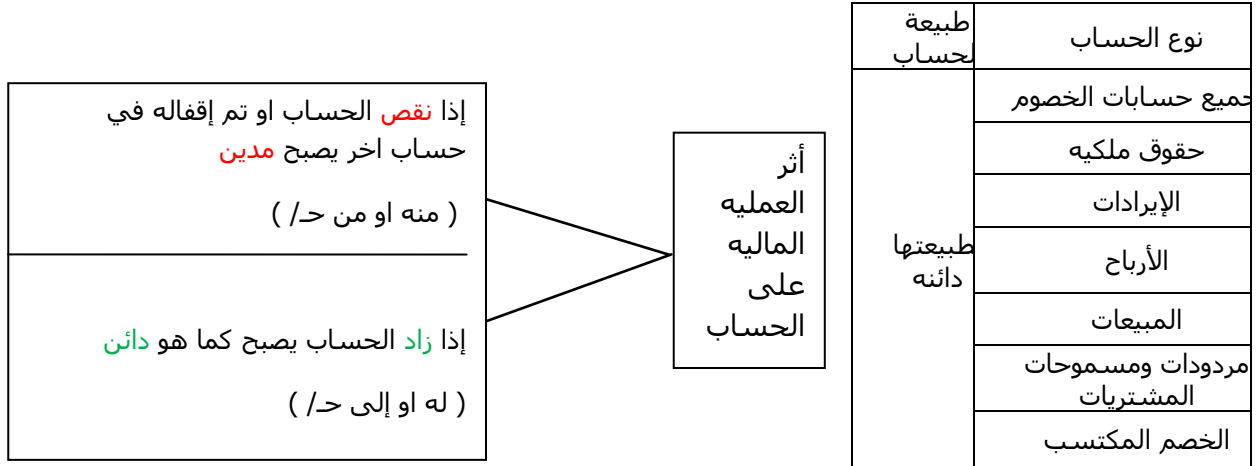 نوع الحساب
طبيعة
لحساب
جميع حسابات الخصوم
حقوق ملكيه
الإيرادات
الأرباح
المبيعات
مردودات ومسموحات
المشتريات
الخصم المكتسب
طبيعتها
دائنه
أثر
العمليه
الماليه
على
الحساب
إذا نقص الحساب او تم إقفاله في
حساب اخر يصبح مدين
( منه او من حـ/ )
إذا زاد الحساب يصبح كما هو دائن
( له او إلى حـ/ )